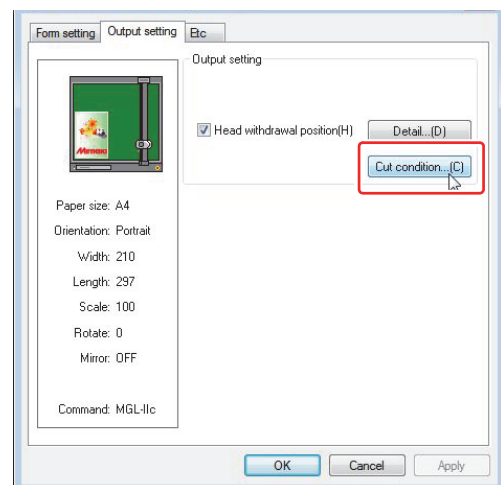 Form setting
Output setting
Etc
Output setting
Head withdrawal position(H)
Detail...(D)
Cut condition...(C)
MIMAKI
Paper size: A4
Orientation: Portrait
Width: 210
Length: 297
Scale: 100
Rotate: 0
Mirror: OFF
Command: MGL-IIc
OK
Cancel
Apply